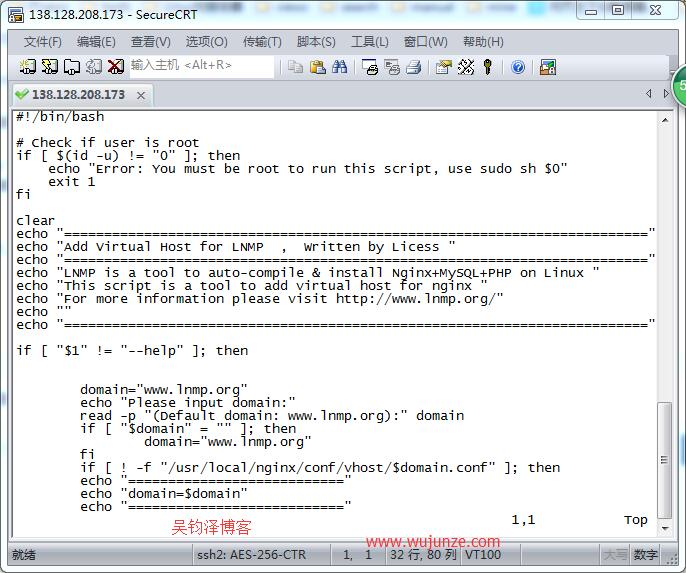 138.128.208.173 - SecureCRT
文件(F) 编辑(E) 查看(V) 选项(O) 传输(T) 脚本(S) 工具(L) 窗口(W) 帮助(H)
输入主机 <Alt+R>
138.128.208.173
#!/bin/bash
# Check if user is root
if [ $(id -u) != "0" ]; then
    echo "Error: You must be root to run this script, use sudo sh $0"
    exit 1
fi
clear
echo "========================================================================="
echo "Add Virtual Host for LNMP  ,  Written by Licess "
echo "========================================================================="
echo "LNMP is a tool to auto-compile & install Nginx+MySQL+PHP on Linux "
echo "This script is a tool to add virtual host for nginx "
echo "For more information please visit http://www.lnmp.org/"
echo ""
echo "========================================================================="
if [ "$1" != "--help" ]; then
        domain="www.lnmp.org"
        echo "Please input domain:"
        read -p "(Default domain: www.lnmp.org):" domain
        if [ "$domain" = "" ]; then
                domain="www.lnmp.org"
        fi
        if [ ! -f "/usr/local/nginx/conf/vhost/$domain.conf" ]; then
        echo "==========================="
        echo "domain=$domain"
        echo "==========================="
1,1 Top
吴钧泽博客
www.wujunze.com
就绪 ssh2: AES-256-CTR 1, 1 32 行, 80 列 VT100 大写 数字